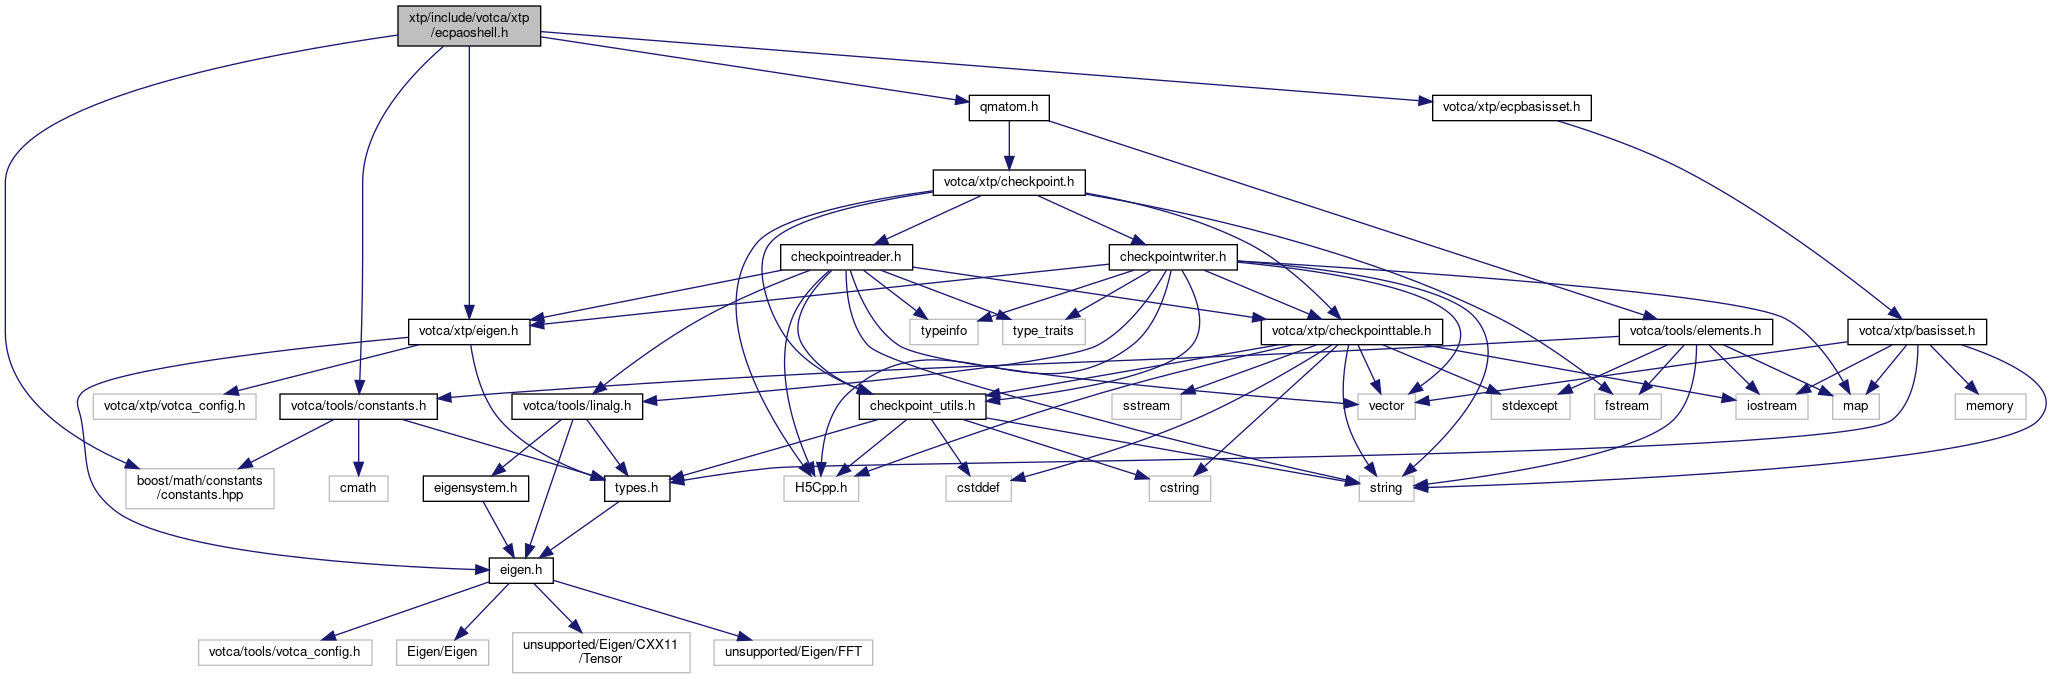 xtp/include/votca/xtp
/ecpaoshell.h
qmatom.h
votca/xtp/ecpbasisset.h
votca/xtp/checkpoint.h
checkpointreader.h
checkpointwriter.h
votca/xtp/eigen.h
typeinfo
type_traits
votca/xtp/checkpointtable.h
votca/tools/elements.h
votca/xtp/basisset.h
votca/xtp/votca_config.h
votca/tools/constants.h
votca/tools/linalg.h
checkpoint_utils.h
sstream
vector
stdexcept
fstream
iostream
map
memory
boost/math/constants
/constants.hpp
cmath
eigensystem.h
types.h
H5Cpp.h
cstddef
cstring
string
eigen.h
votca/tools/votca_config.h
Eigen/Eigen
unsupported/Eigen/CXX11
/Tensor
unsupported/Eigen/FFT